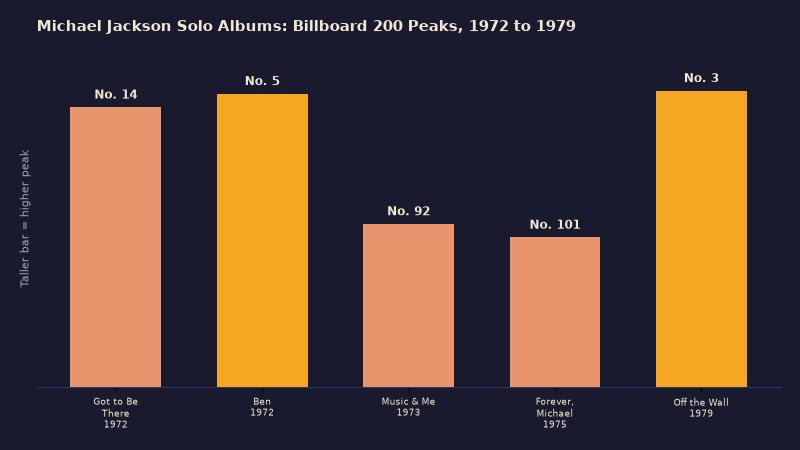 Michael Jackson Solo Albums: Billboard 200 Peaks, 1972 to 1979
Taller bar = higher peak
No. 14
No. 5
No. 92
No. 101
No. 3
Got to Be
There
1972
Ben
1972
Music & Me
1973
Forever,
Michael
1975
Off the Wall
1979